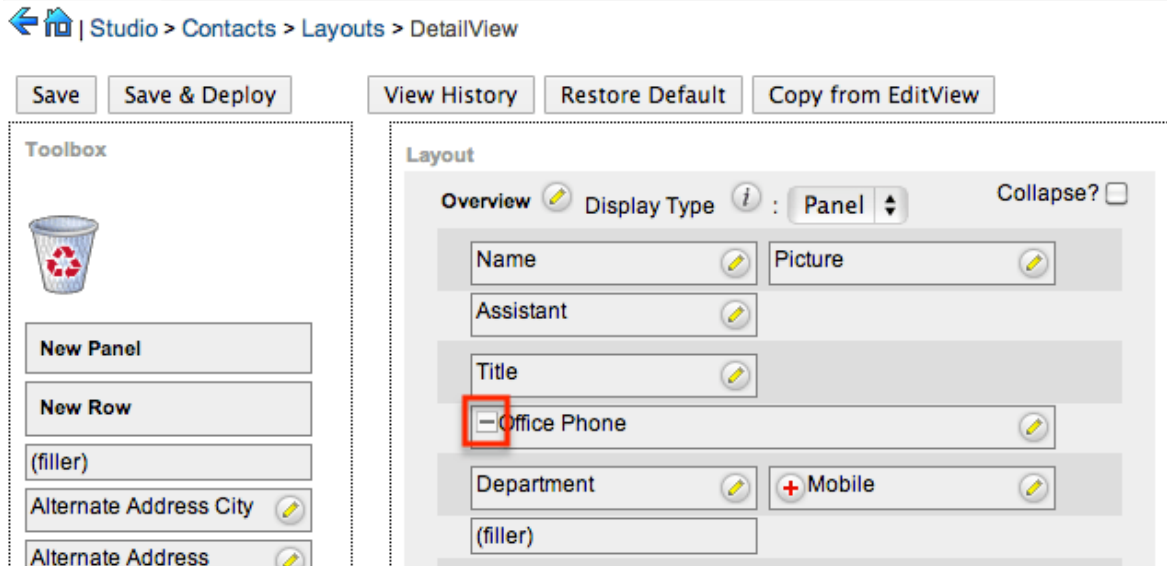 | Studio > Contacts > Layouts > DetailView
Save Save & Deploy View History Restore Default Copy from EditView
Toolbox
New Panel
New Row
(filler)
Alternate Address City
Alternate Address
Layout
Overview Display Type i : Panel Collapse?
Name Picture
Assistant
Title
Office Phone
Department Mobile
(filler)